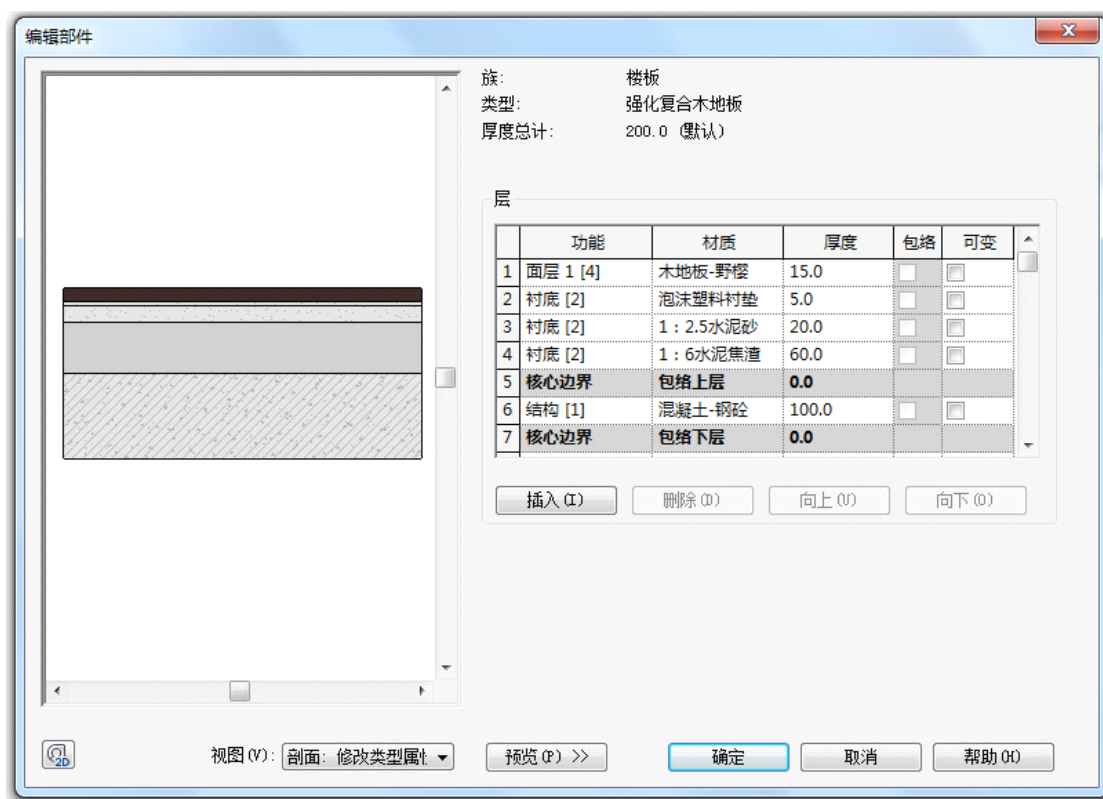 编辑部件
族: 楼板
类型: 强化复合木地板
厚度总计: 200.0 (默认)
层
功能 材质 厚度 包络 可变
1 面层 1 [4] 木地板-野樱 15.0
2 衬底 [2] 泡沫塑料衬垫 5.0
3 衬底 [2] 1：2.5水泥砂 20.0
4 衬底 [2] 1：6水泥焦渣 60.0
5 核心边界 包络上层 0.0
6 结构 [1] 混凝土-钢砼 100.0
7 核心边界 包络下层 0.0
插入(I) 删除(D) 向上(U) 向下(O)
2D 视图(V): 剖面: 修改类型属 预览(P) >> 确定 取消 帮助(H)